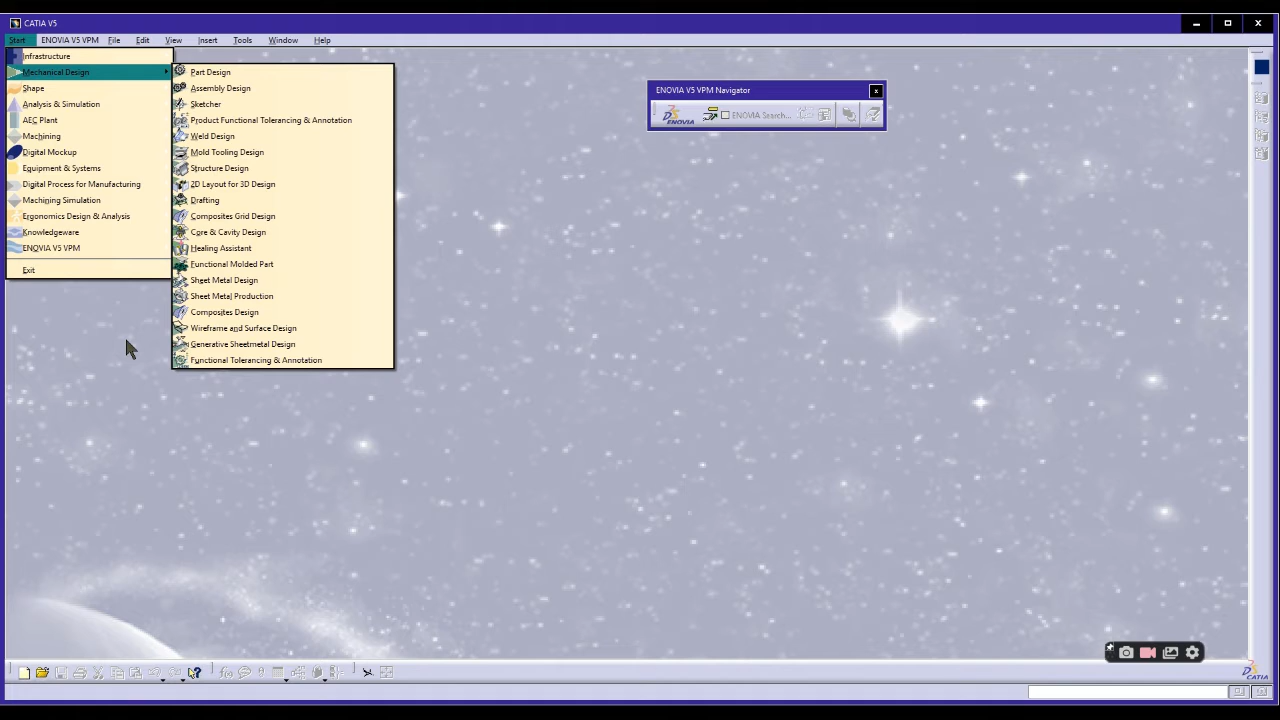 CATIA V5
Start ENOVIA V5 VPM File Edit View Insert Tools Window Help
Infrastructure
Mechanical Design
Shape
Analysis & Simulation
AEC Plant
Machining
Digital Mockup
Equipment & Systems
Digital Process for Manufacturing
Machining Simulation
Ergonomics Design & Analysis
Knowledgeware
ENOVIA V5 VPM
Exit
Part Design
Assembly Design
Sketcher
Product Functional Tolerancing & Annotation
Weld Design
Mold Tooling Design
Structure Design
2D Layout for 3D Design
Drafting
Composites Grid Design
Core & Cavity Design
Healing Assistant
Functional Molded Part
Sheet Metal Design
Sheet Metal Production
Composites Design
Wireframe and Surface Design
Generative Sheetmetal Design
Functional Tolerancing & Annotation
ENOVIA V5 VPM Navigator
ENOVIA ENOVIA Search...
CATIA